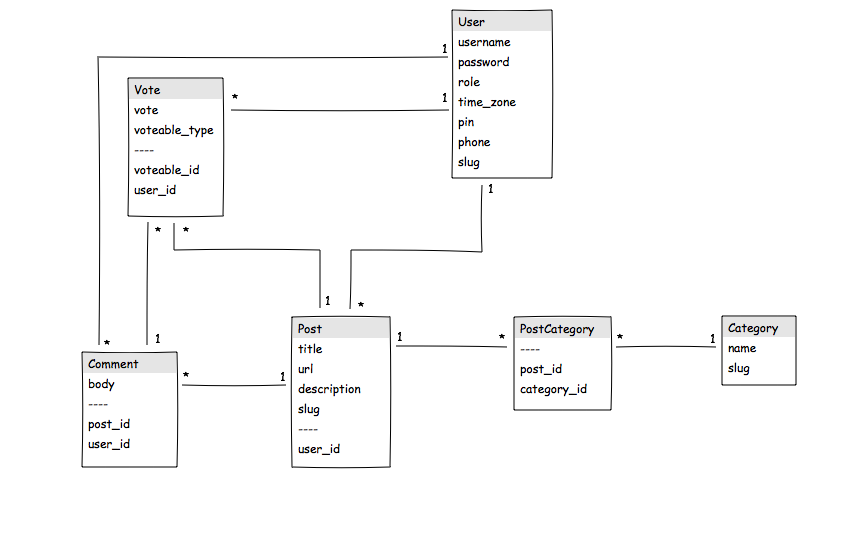 User
username
password
role
time_zone
pin
phone
slug
1
1
1
Vote
vote
voteable_type
----
voteable_id
user_id
*
*
*
Comment
body
----
post_id
user_id
*
1
*
Post
title
url
description
slug
----
user_id
1
*
1
1
PostCategory
----
post_id
category_id
*
*
Category
name
slug
1